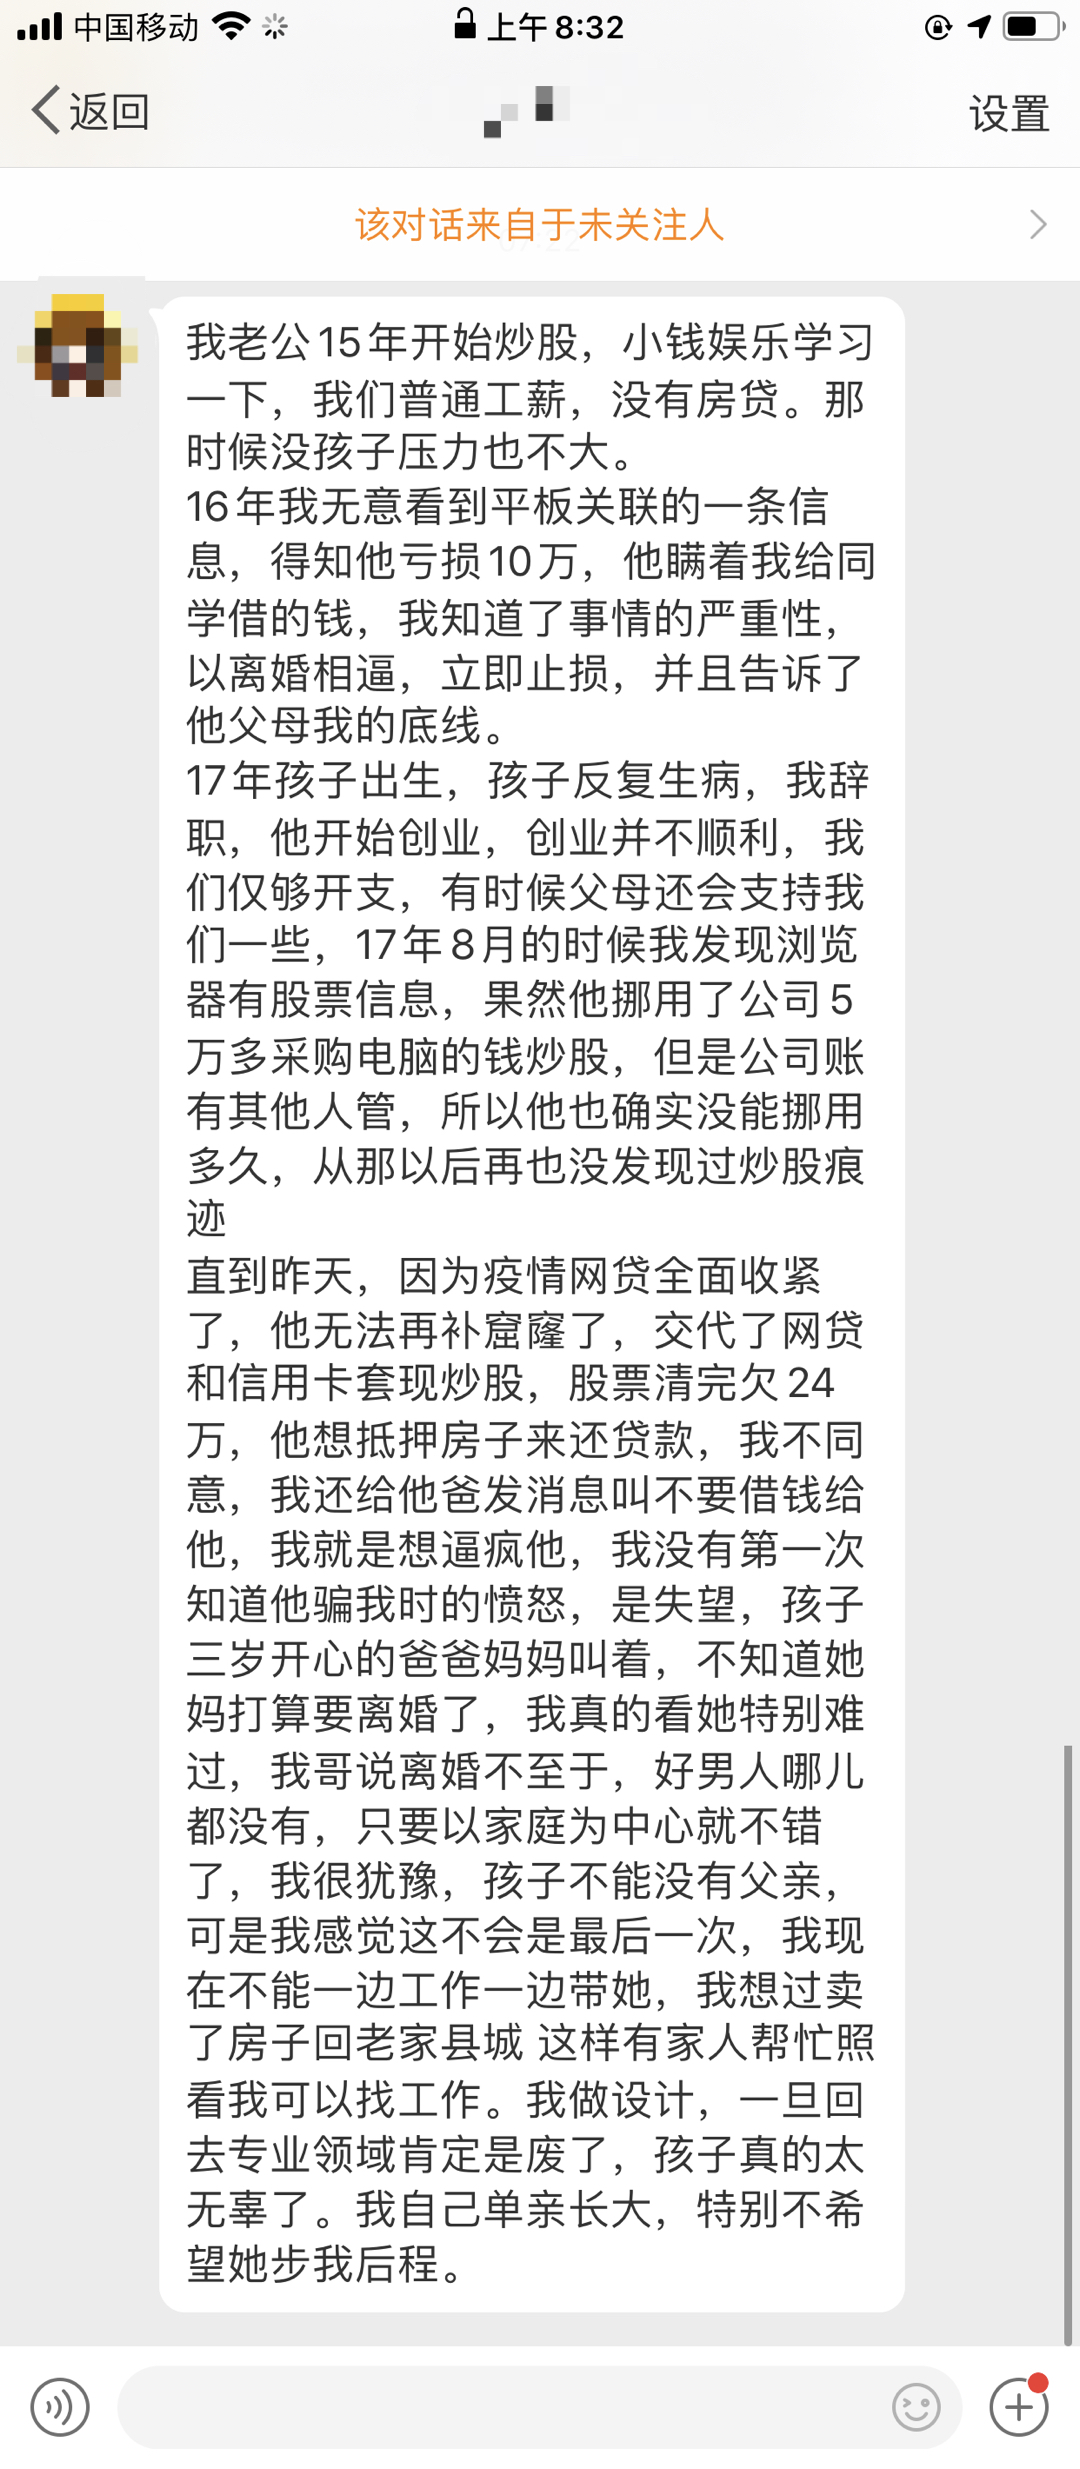 中国移动 上午8:32
返回 设置
该对话来自于未关注人
我老公15年开始炒股，小钱娱乐学习
一下，我们普通工薪，没有房贷。那
时候没孩子压力也不大。
16年我无意看到平板关联的一条信
息，得知他亏损10万，他瞒着我给同
学借的钱，我知道了事情的严重性，
以离婚相逼，立即止损，并且告诉了
他父母我的底线。
17年孩子出生，孩子反复生病，我辞
职，他开始创业，创业并不顺利，我
们仅够开支，有时候父母还会支持我
们一些，17年8月的时候我发现浏览
器有股票信息，果然他挪用了公司5
万多采购电脑的钱炒股，但是公司账
有其他人管，所以他也确实没能挪用
多久，从那以后再也没发现过炒股痕
迹
直到昨天，因为疫情网贷全面收紧
了，他无法再补窟窿了，交代了网贷
和信用卡套现炒股，股票清完欠24
万，他想抵押房子来还贷款，我不同
意，我还给他爸发消息叫不要借钱给
他，我就是想逼疯他，我没有第一次
知道他骗我时的愤怒，是失望，孩子
三岁开心的爸爸妈妈叫着，不知道她
妈打算要离婚了，我真的看她特别难
过，我哥说离婚不至于，好男人哪儿
都没有，只要以家庭为中心就不错
了，我很犹豫，孩子不能没有父亲，
可是我感觉这不会是最后一次，我现
在不能一边工作一边带她，我想过卖
了房子回老家县城 这样有家人帮忙照
看我可以找工作。我做设计，一旦回
去专业领域肯定是废了，孩子真的太
无辜了。我自己单亲长大，特别不希
望她步我后程。